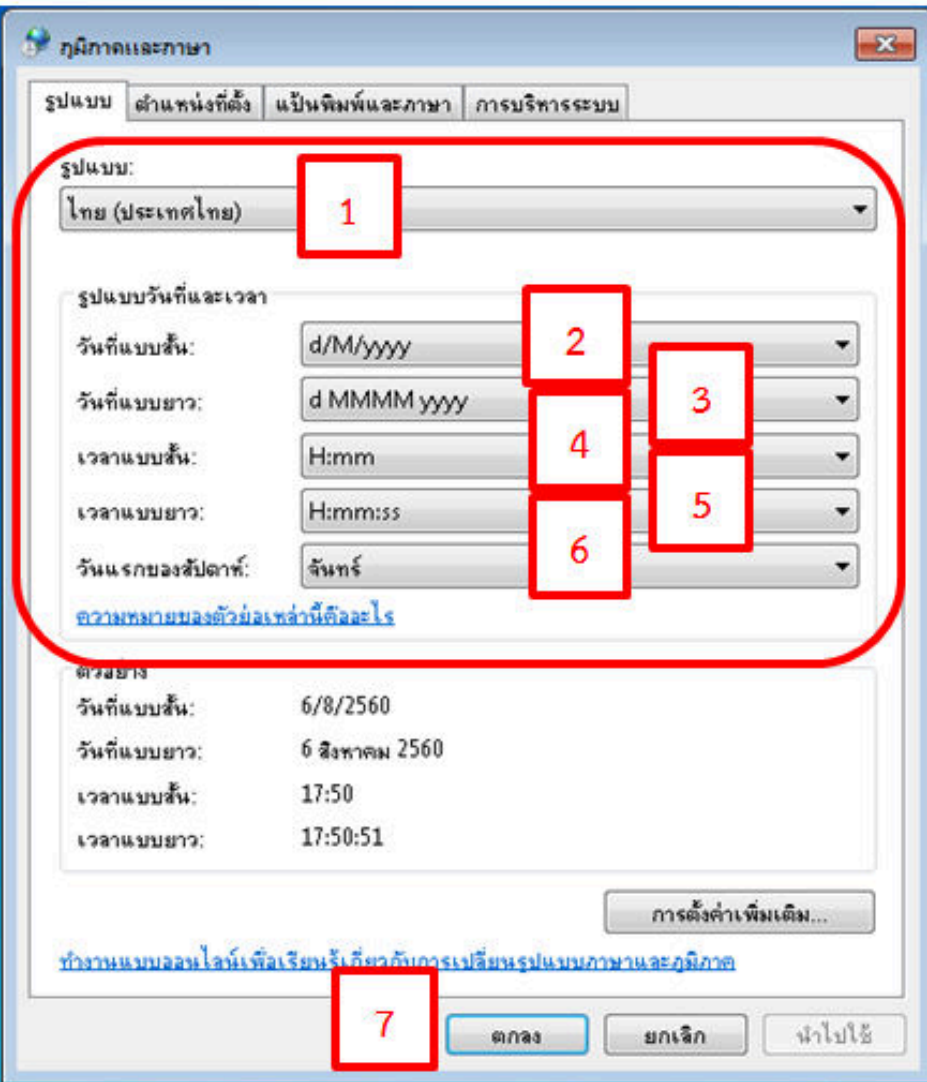 ภูมิภาคและภาษา
รูปแบบ ตำแหน่งที่ตั้ง แป้นพิมพ์และภาษา การบริหารระบบ
รูปแบบ:
ไทย (ประเทศไทย) 1
รูปแบบวันที่และเวลา
วันที่แบบสั้น: d/M/yyyy 2
วันที่แบบยาว: d MMMM yyyy 3
เวลาแบบสั้น: H:mm 4
เวลาแบบยาว: H:mm:ss 5
วันแรกของสัปดาห์: จันทร์ 6
ความหมายของตัวย่อเหล่านี้คืออะไร
ตัวอย่าง
วันที่แบบสั้น: 6/8/2560
วันที่แบบยาว: 6 สิงหาคม 2560
เวลาแบบสั้น: 17:50
เวลาแบบยาว: 17:50:51
การตั้งค่าเพิ่มเติม...
ทำงานแบบออนไลน์เพื่อเรียนรู้เกี่ยวกับการเปลี่ยนรูปแบบภาษาและภูมิภาค
7 ตกลง ยกเลิก นำไปใช้